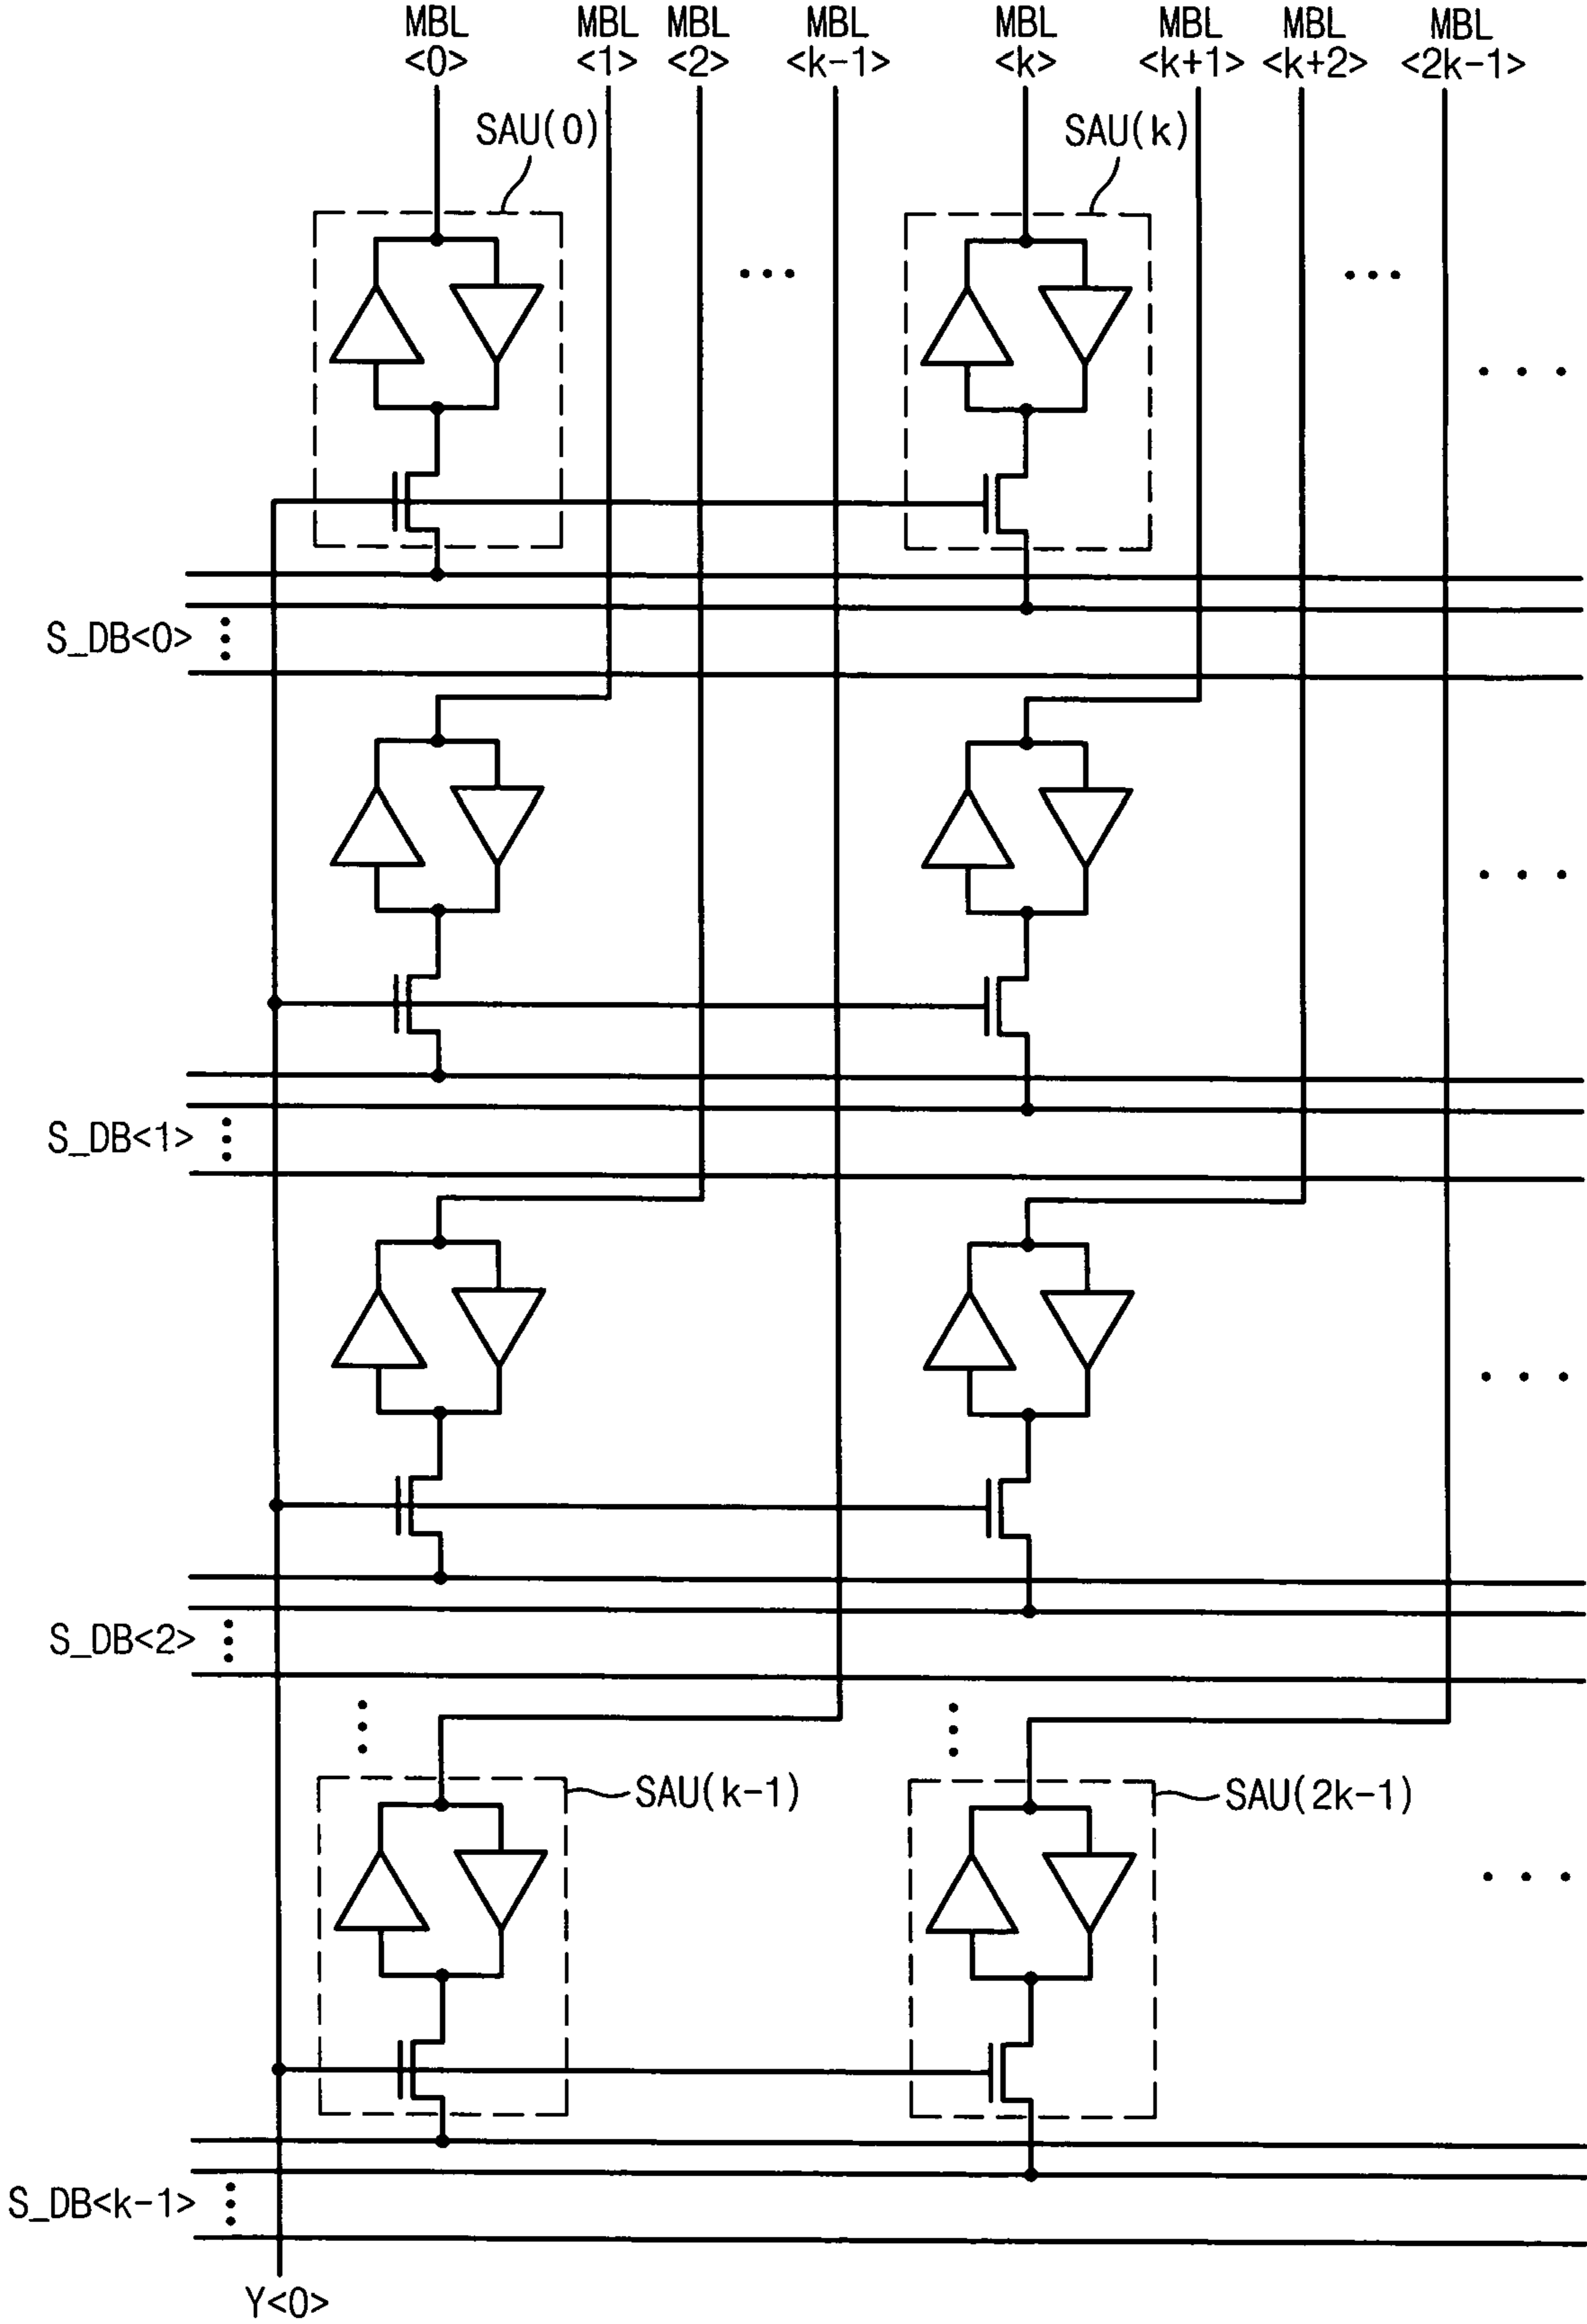 MBL MBL MBL MBL MBL MBL MBL MBL
<0> <1> <2> <k-1> <k> <k+1> <k+2> <2k-1>
SAU(0) SAU(k)
S_DB<0>
S_DB<1>
S_DB<2>
SAU(k-1) SAU(2k-1)
S_DB<k-1>
Y<0>